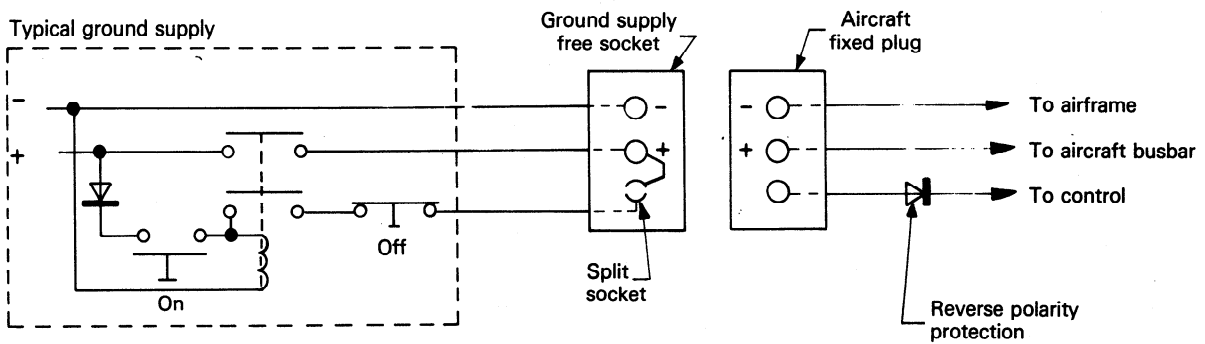 Typical ground supply
Ground supply
free socket
Aircraft
fixed plug
-
+
-
+
-
+
To airframe
To aircraft busbar
To control
Off
On
Split
socket
Reverse polarity
protection